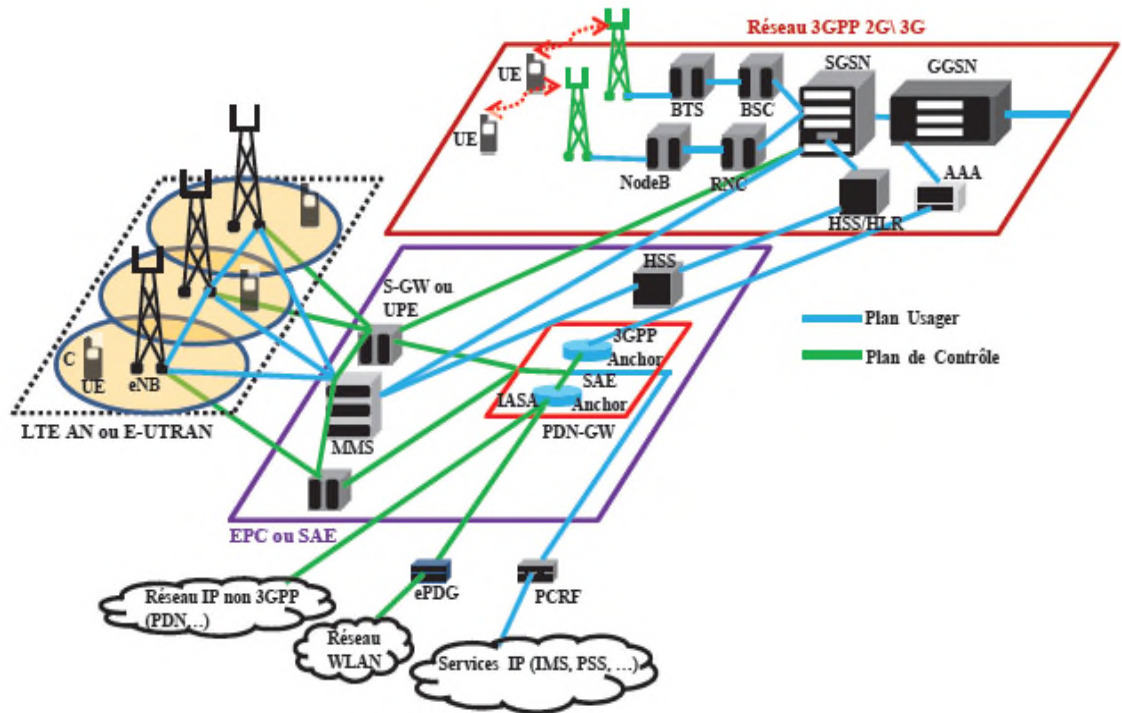 Réseau 3GPP 2G\ 3G
UE
UE
BTS
BSC
SGSN
GGSN
NodeB
RNC
AAA
HSS/HLR
HSS
S-GW ou
UPE
3GPP
Anchor
SAE
Anchor
IASA
PDN-GW
MMS
Plan Usager
Plan de Contrôle
C
UE
eNB
LTE AN ou E-UTRAN
EPC ou SAE
ePDG
PCRF
Réseau IP non 3GPP
(PDN...)
Réseau
WLAN
Services IP (IMS, PSS, ...)